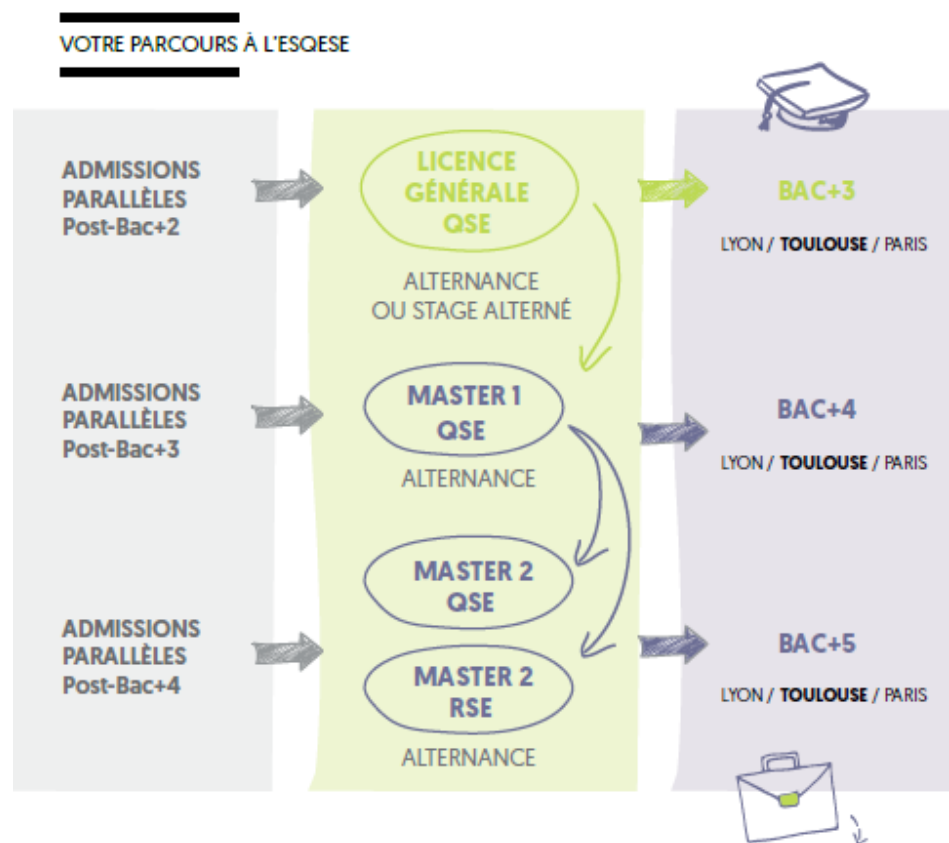 VOTRE PARCOURS À L'ESQESE
ADMISSIONS
PARALLÈLES
Post-Bac+2
LICENCE
GÉNÉRALE
QSE
ALTERNANCE
OU STAGE ALTERNÉ
BAC+3
LYON / TOULOUSE / PARIS
ADMISSIONS
PARALLÈLES
Post-Bac+3
MASTER 1
QSE
ALTERNANCE
BAC+4
LYON / TOULOUSE / PARIS
ADMISSIONS
PARALLÈLES
Post-Bac+4
MASTER 2
QSE
MASTER 2
RSE
ALTERNANCE
BAC+5
LYON / TOULOUSE / PARIS